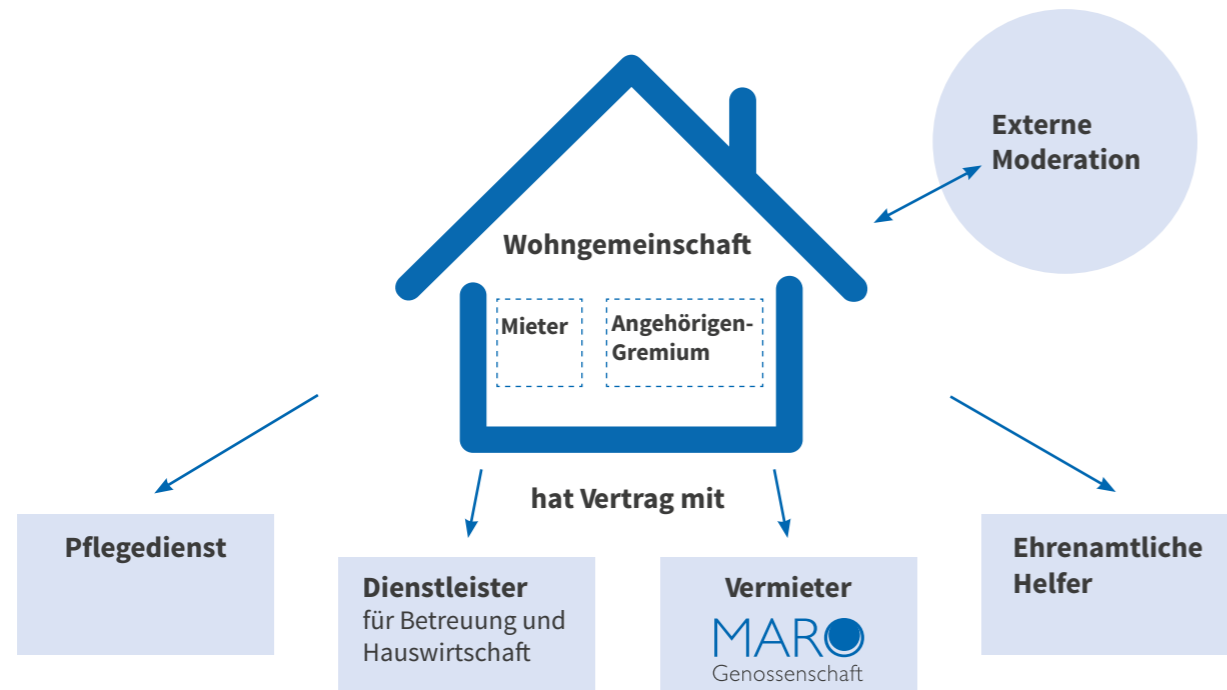 Externe
Moderation
Wohngemeinschaft
Mieter
Angehörigen-
Gremium
hat Vertrag mit
Pflegedienst
Dienstleister
für Betreuung und
Hauswirtschaft
Vermieter
MARO
Genossenschaft
Ehrenamtliche
Helfer